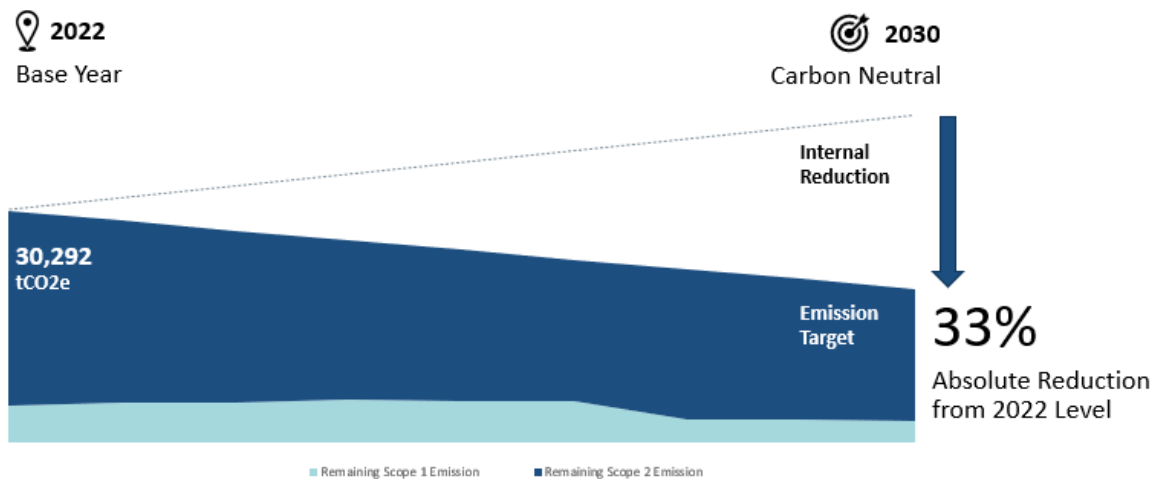 2022
Base Year
2030
Carbon Neutral
Internal
Reduction
30,292
tCO2e
Emission
Target
33%
Absolute Reduction
from 2022 Level
Remaining Scope 1 Emission
Remaining Scope 2 Emission